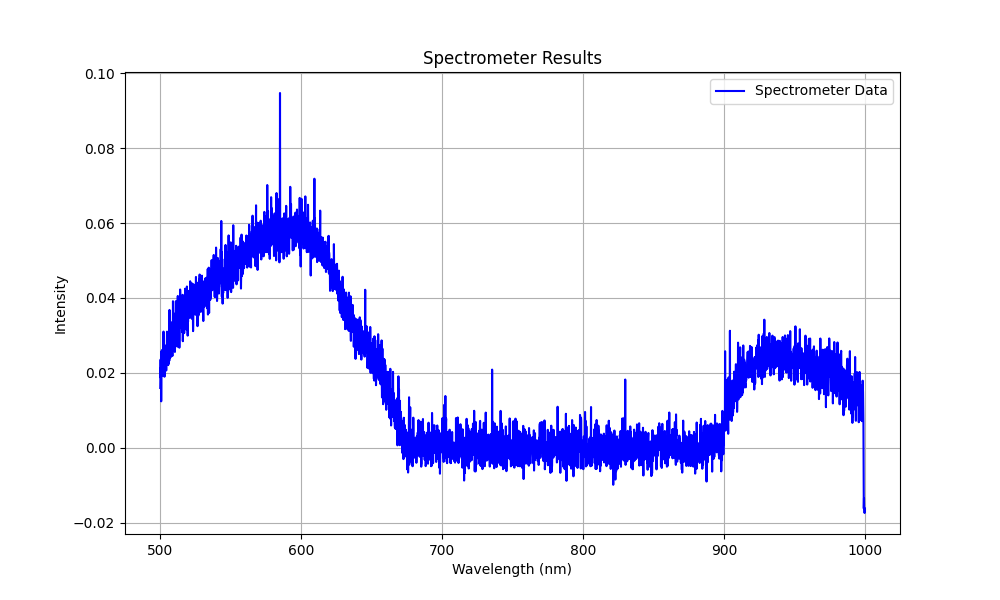 Spectrometer Results
Spectrometer Data
0.10
0.08
0.06
0.04
0.02
0.00
−0.02
Intensity
500 600 700 800 900 1000
Wavelength (nm)